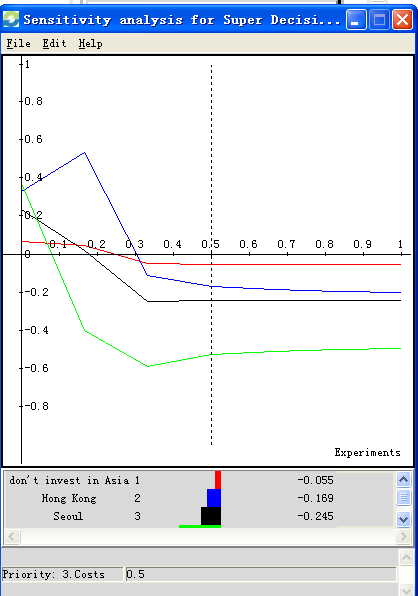 Sensitivity analysis for Super Decisi...
File Edit Help
1
0.8
0.6
0.4
0.2
0.1 0.2 0.3 0.4 0.5 0.6 0.7 0.8 0.9 1
0
-0.2
-0.4
-0.6
-0.8
Experiments
don't invest in Asia 1 -0.055
Hong Kong 2 -0.169
Seoul 3 -0.245
Priority: 3.Costs 0.5